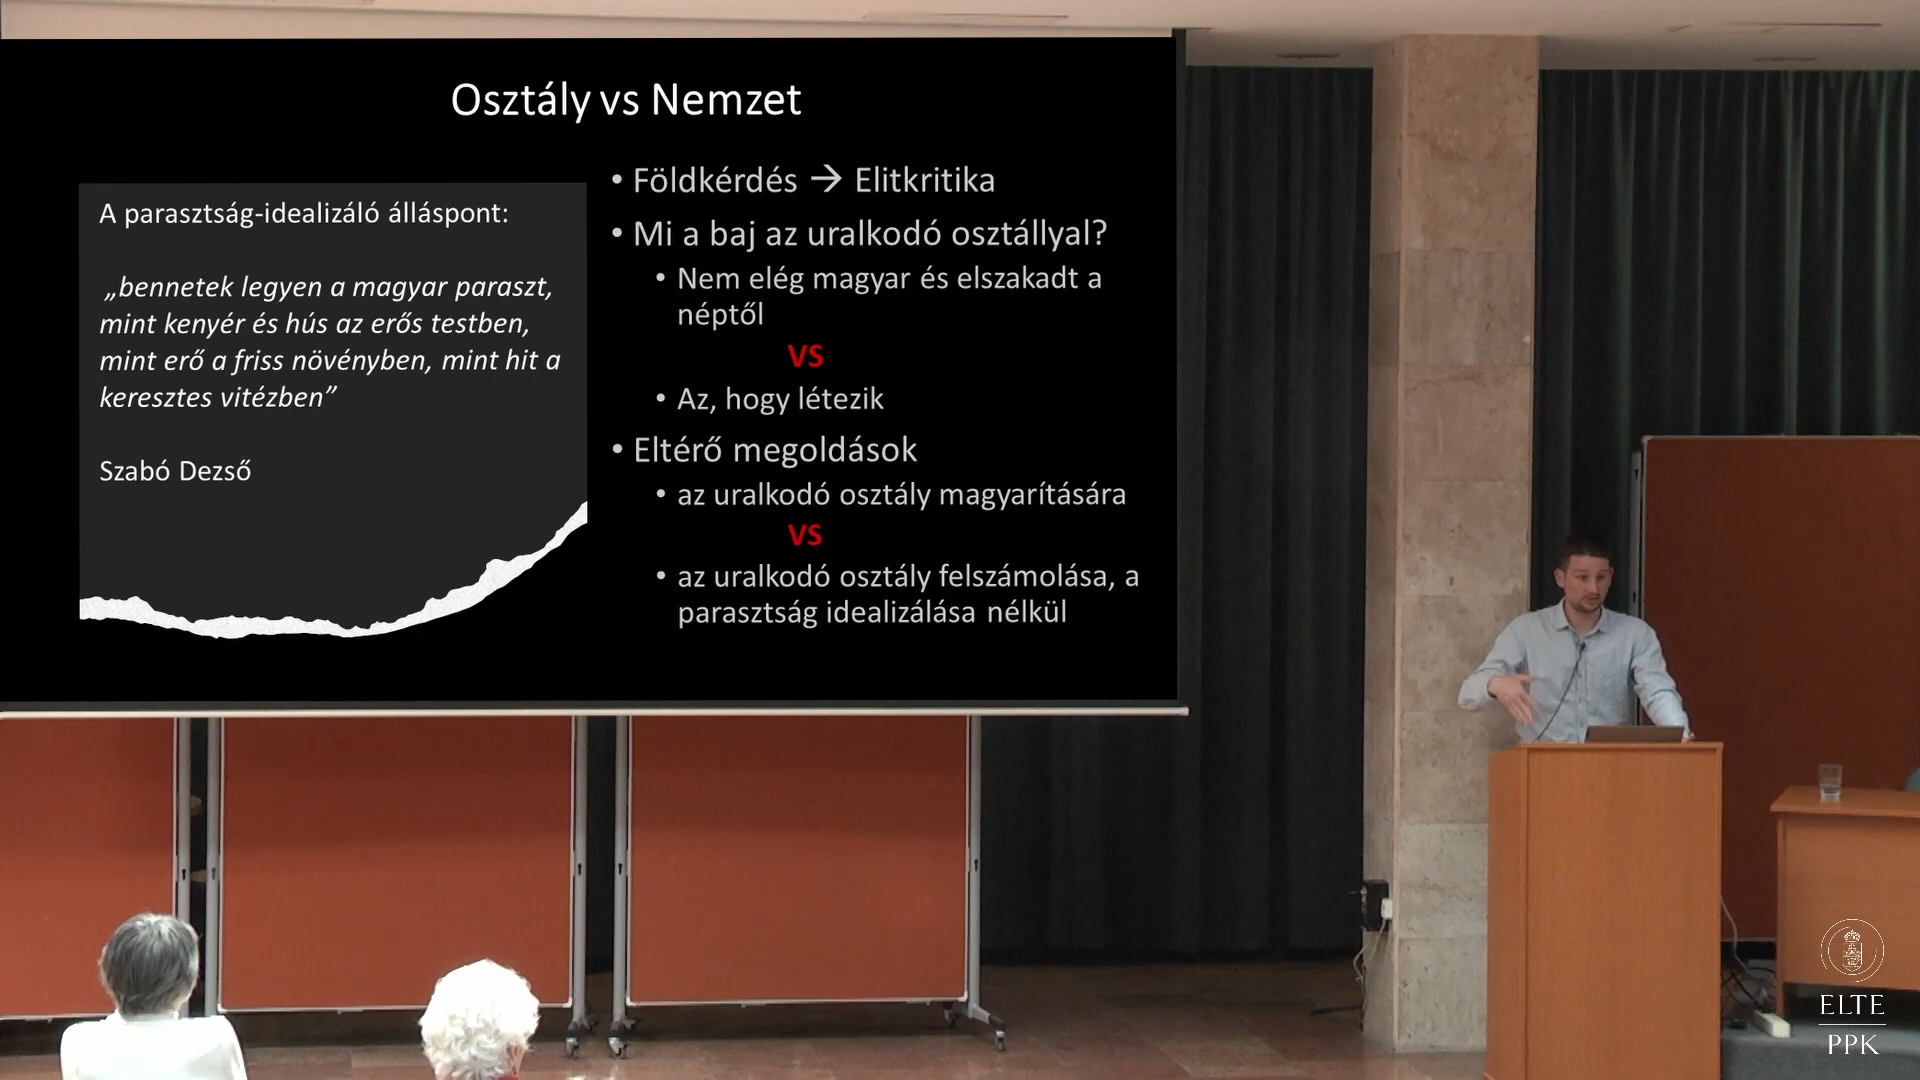 Osztály vs Nemzet
A parasztság-idealizáló álláspont:
„bennetek legyen a magyar paraszt,
mint kenyér és hús az erős testben,
mint erő a friss növényben, mint hit a
keresztes vitézben”
Szabó Dezső
• Földkérdés → Elitkritika
• Mi a baj az uralkodó osztállyal?
• Nem elég magyar és elszakadt a
néptől
VS
• Az, hogy létezik
• Eltérő megoldások
• az uralkodó osztály magyarítására
VS
• az uralkodó osztály felszámolása, a
parasztság idealizálása nélkül
ELTE
PPK